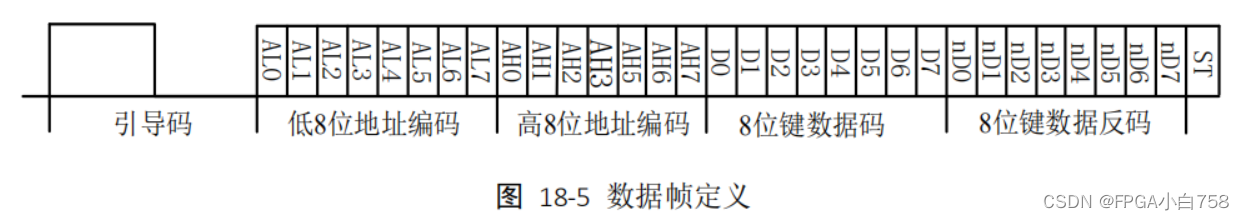 AL0 AL1 AL2 AL3 AL4 AL5 AL6 AL7 AH0 AH1 AH2 AH3 AH5 AH6 AH7 D0 D1 D2 D3 D4 D5 D6 D7 nD0 nD1 nD2 nD3 nD4 nD5 nD6 nD7 ST
引导码 低8位地址编码 高8位地址编码 8位键数据码 8位键数据反码
图 18-5 数据帧定义
CSDN @FPGA小白758